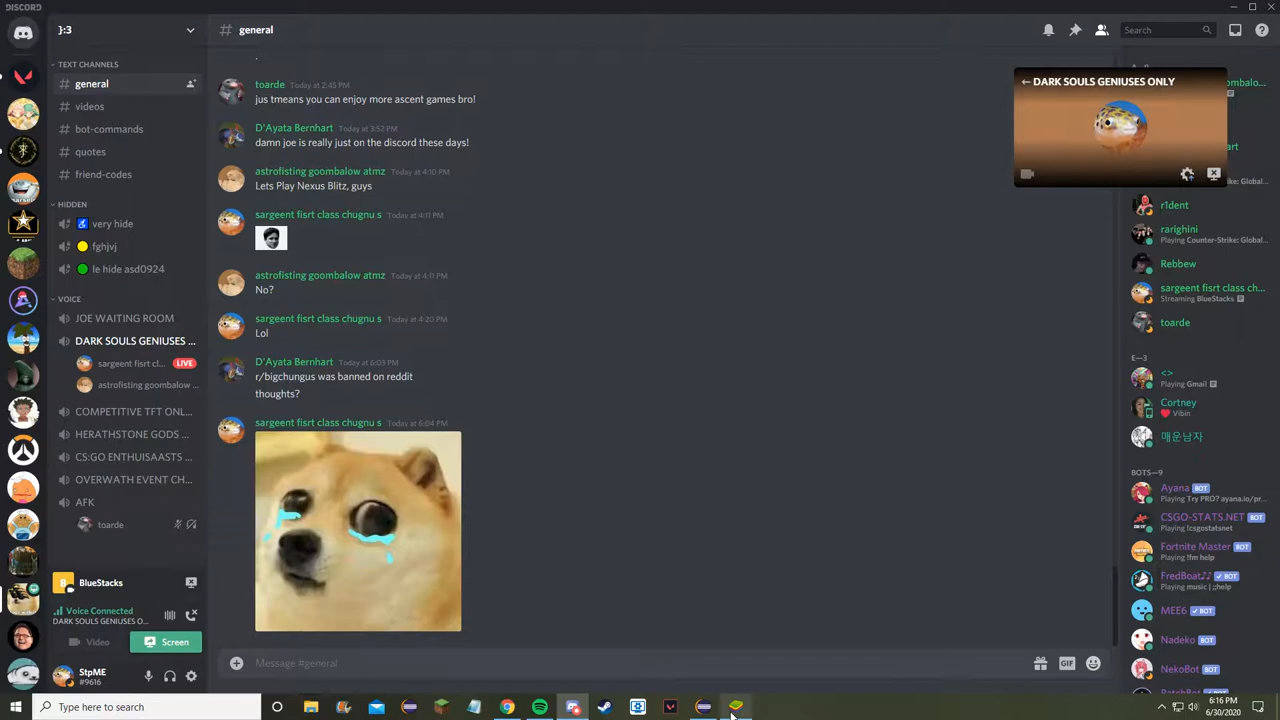 DISCORD
}:3
# general
Search
TEXT CHANNELS
# general
# videos
# bot-commands
# quotes
# friend-codes
HIDDEN
very hide
fghjvj
le hide asd0924
VOICE
JOE WAITING ROOM
DARK SOULS GENIUSES ...
sargeent fisrt cl... LIVE
astrofisting goombalow ...
COMPETITIVE TFT ONL...
HERATHSTONE GODS ...
CS:GO ENTHUISAASTS ...
OVERWATH EVENT CH...
AFK
toarde
B BlueStacks
Voice Connected
DARK SOULS GENIUSES O...
Video Screen
StpME
#9616
.
toarde Today at 2:45 PM
jus tmeans you can enjoy more ascent games bro!
D'Ayata Bernhart Today at 3:52 PM
damn joe is really just on the discord these days!
astrofisting goombalow atmz Today at 4:10 PM
Lets Play Nexus Blitz, guys
sargeent fisrt class chugnu s Today at 4:11 PM
astrofisting goombalow atmz Today at 4:11 PM
No?
sargeent fisrt class chugnu s Today at 4:20 PM
Lol
D'Ayata Bernhart Today at 6:03 PM
r/bigchungus was banned on reddit
thoughts?
sargeent fisrt class chugnu s Today at 6:04 PM
Message #general
GIF
← DARK SOULS GENIUSES ONLY
r1dent
rarighini
Playing Counter-Strike: Global...
Rebbew
sargeent fisrt class ch...
Streaming BlueStacks
toarde
E—3
<>
Playing Gmail
Cortney
Vibin
매운남자
BOTS—9
Ayana BOT
Playing Try PRO? ayana.io/pr...
CSGO-STATS.NET BOT
Playing !csgostatsnet
Fortnite Master BOT
Playing !fm help
FredBoat♪♪ BOT
Playing music | ;;help
MEE6 BOT
Nadeko BOT
NekoBot BOT
Type here to search
6:16 PM
6/30/2020